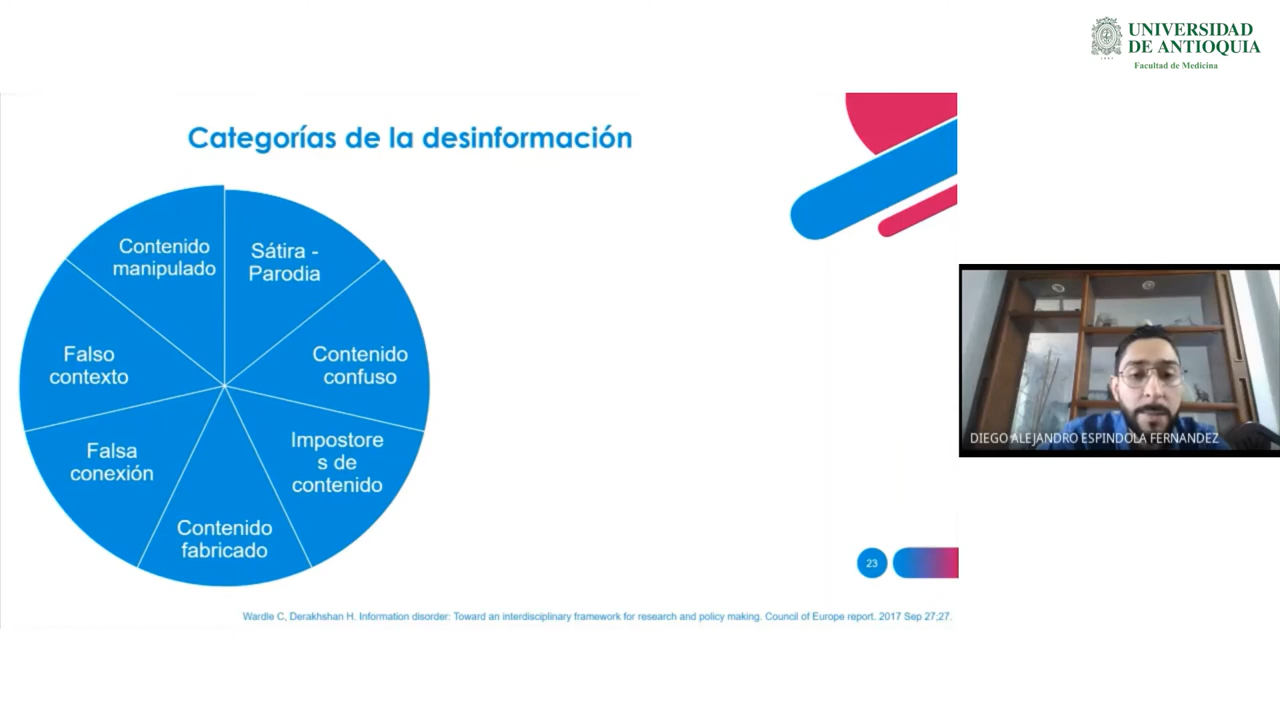 UNIVERSIDAD
DE ANTIOQUIA
Facultad de Medicina
Categorías de la desinformación
Contenido
manipulado
Sátira -
Parodia
Falso
contexto
Contenido
confuso
Falsa
conexión
Impostore
s de
contenido
Contenido
fabricado
DIEGO ALEJANDRO ESPINDOLA FERNANDEZ
23
Wardle C, Derakhshan H. Information disorder: Toward an interdisciplinary framework for research and policy making. Council of Europe report. 2017 Sep 27;27.